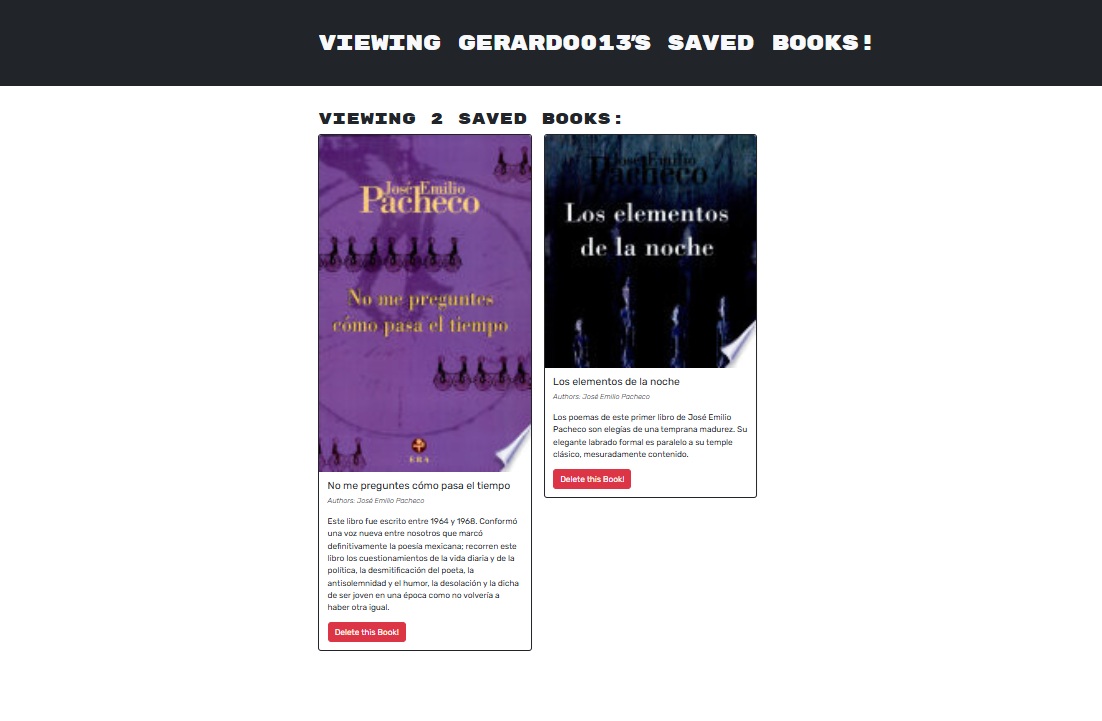 VIEWING GERARDO013'S SAVED BOOKS!
VIEWING 2 SAVED BOOKS:
José Emilio
Pacheco
No me preguntes
cómo pasa el tiempo
ERA
No me preguntes cómo pasa el tiempo
Authors: José Emilio Pacheco
Este libro fue escrito entre 1964 y 1968. Conformó
una voz nueva entre nosotros que marcó
definitivamente la poesía mexicana; recorren este
libro los cuestionamientos de la vida diaria y de la
política, la desmitificación del poeta, la
antisolemnidad y el humor, la desolación y la dicha
de ser joven en una época como no volvería a
haber otra igual.
Delete this Book!
José Emilio
Pacheco
Los elementos
de la noche
Los elementos de la noche
Authors: José Emilio Pacheco
Los poemas de este primer libro de José Emilio
Pacheco son elegías de una temprana madurez. Su
elegante labrado formal es paralelo a su temple
clásico, mesuradamente contenido.
Delete this Book!